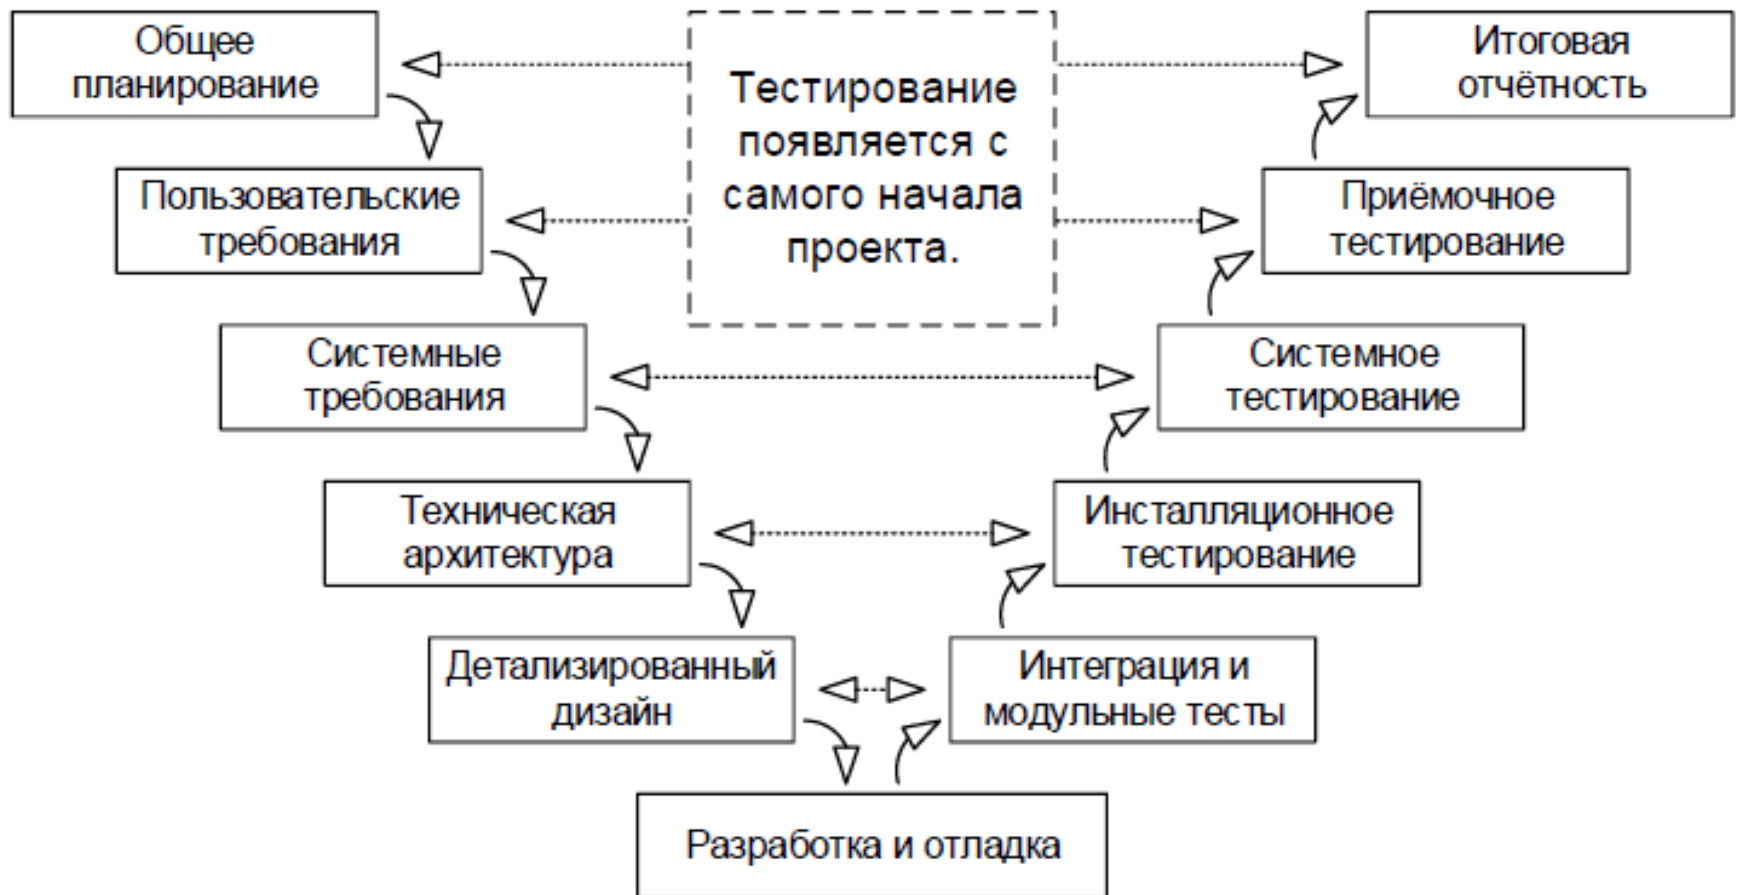 Общее
планирование
Тестирование
появляется с
самого начала
проекта.
Итоговая
отчётность
Пользовательские
требования
Приёмочное
тестирование
Системные
требования
Системное
тестирование
Техническая
архитектура
Инсталляционное
тестирование
Детализированный
дизайн
Интеграция и
модульные тесты
Разработка и отладка